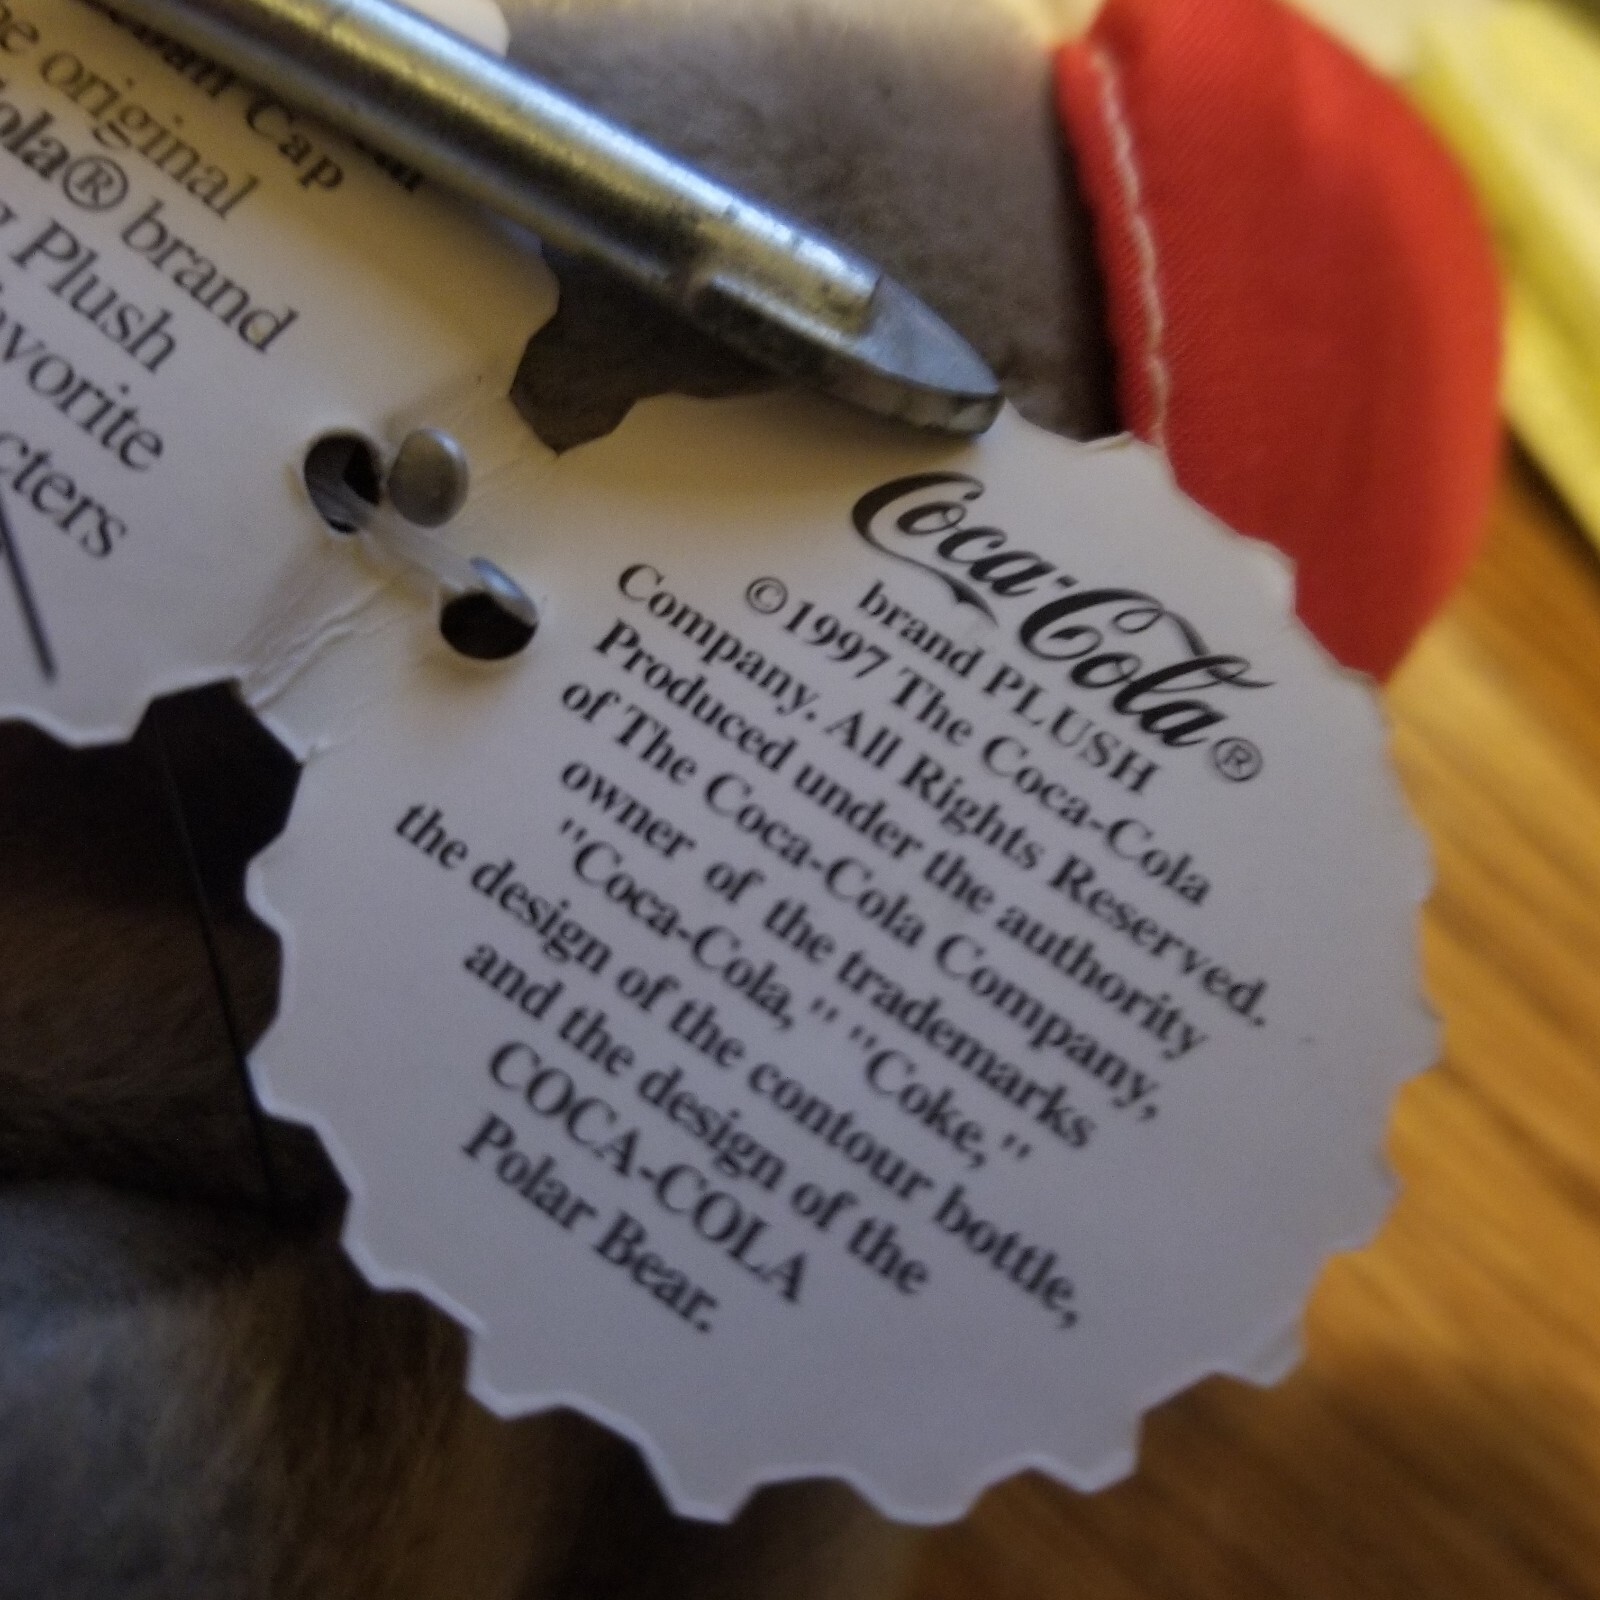 Cap
original
ola® brand
Plush
avorite
cters
Coca-Cola®
brand PLUSH
©1997 The Coca-Cola
Company. All Rights Reserved.
Produced under the authority
of The Coca-Cola Company,
owner of the trademarks
"Coca-Cola," "Coke,"
the design of the contour bottle,
and the design of the
COCA-COLA
Polar Bear.